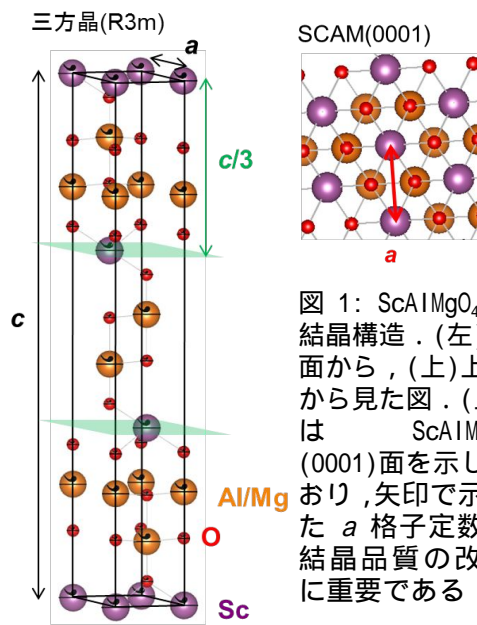 三方晶(R3m)
a
c/3
c
Al/Mg
O
Sc
SCAM(0001)
a
図 1: ScAlMgO4
結晶構造．(左)
面から，(上)上
から見た図．(
は ScAlM
(0001)面を示し
おり,矢印で示
た a 格子定数
結晶品質の改
に重要である